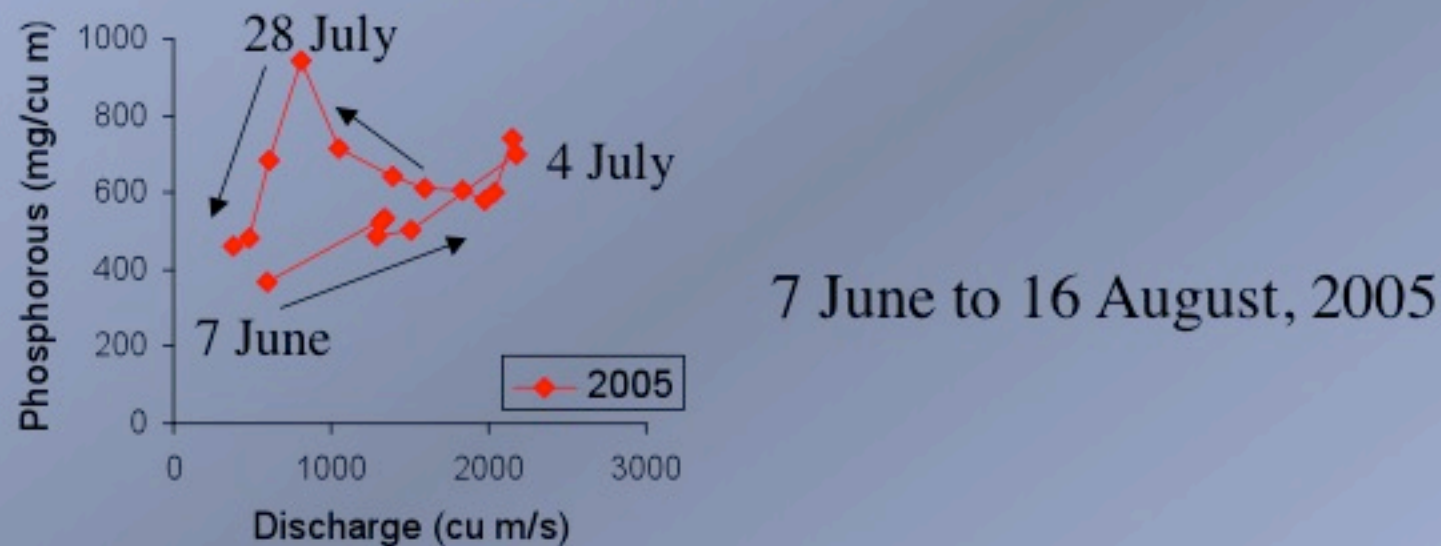 Phosphorous (mg/cu m)
1000
800
600
400
200
0
28 July
4 July
7 June
2005
0 1000 2000 3000
Discharge (cu m/s)
7 June to 16 August, 2005